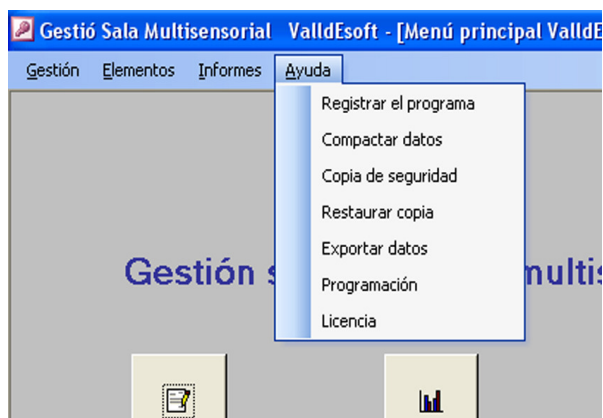 Gestió Sala Multisensorial ValldEsoft - [Menú principal ValldE
Gestión Elementos Informes Ayuda
Registrar el programa
Compactar datos
Copia de seguridad
Restaurar copia
Exportar datos
Gestión
Programación
Licencia